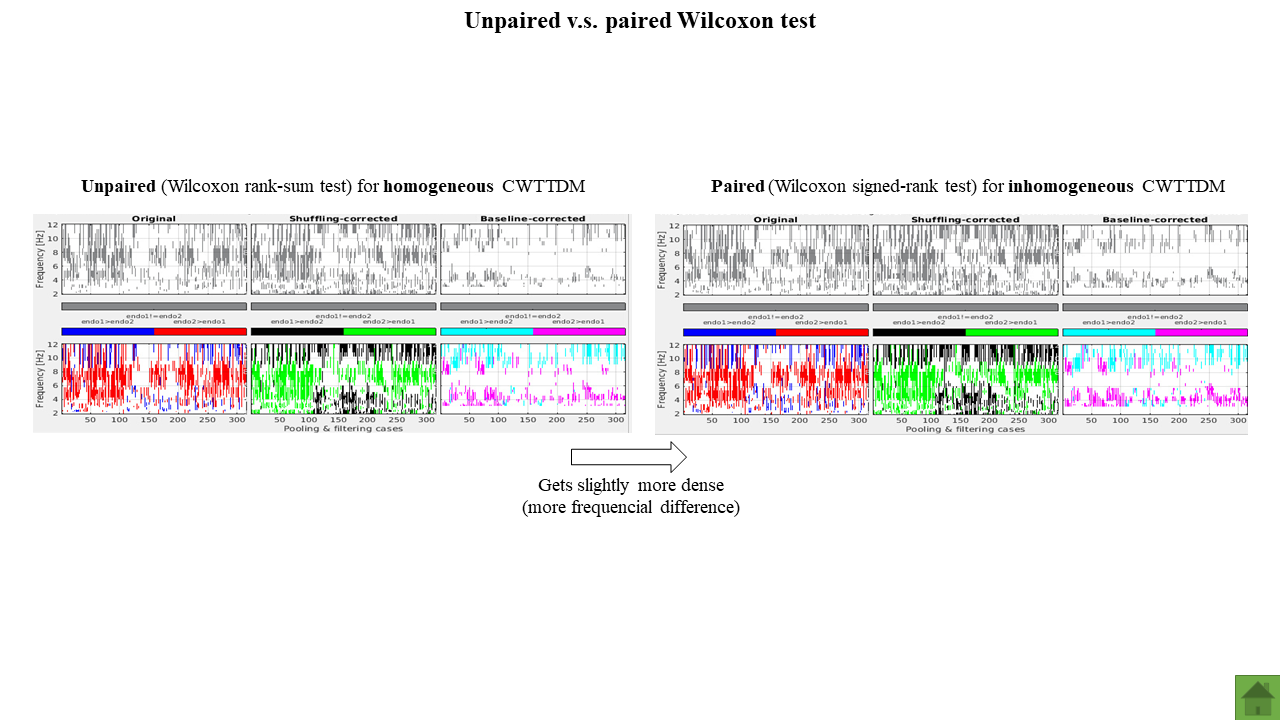 Unpaired v.s. paired Wilcoxon test
Unpaired (Wilcoxon rank-sum test) for homogeneous CWTTDM
Original Shuffling-corrected Baseline-corrected
Frequency [Hz]
12
10
8
6
4
2
endo1!=endo2 endo1!=endo2 endo1!=endo2
endo1>endo2 endo2>endo1 endo1>endo2 endo2>endo1 endo1>endo2 endo2>endo1
Frequency [Hz]
12
10
8
6
4
2
50 100 150 200 250 300 50 100 150 200 250 300 50 100 150 200 250 300
Pooling & filtering cases
Paired (Wilcoxon signed-rank test) for inhomogeneous CWTTDM
Original Shuffling-corrected Baseline-corrected
Frequency [Hz]
12
10
8
6
4
2
endo1!=endo2 endo1!=endo2 endo1!=endo2
endo1>endo2 endo2>endo1 endo1>endo2 endo2>endo1 endo1>endo2 endo2>endo1
Frequency [Hz]
12
10
8
6
4
2
50 100 150 200 250 300 50 100 150 200 250 300 50 100 150 200 250 300
Pooling & filtering cases
Gets slightly more dense
(more frequencial difference)